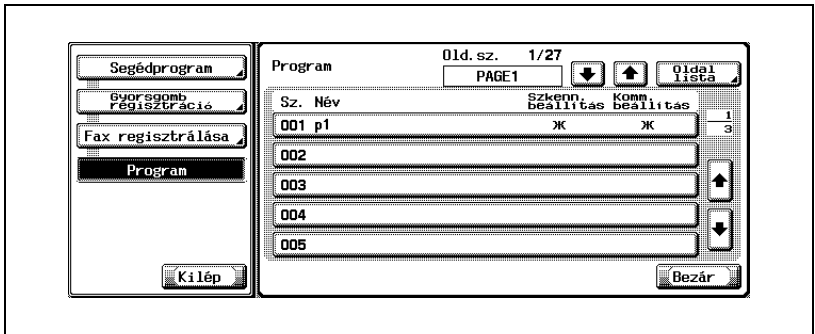 Segédprogram
Gyorsgomb
regisztráció
Fax regisztrálása
Program
Kilép
Program
Old.sz. 1/27
PAGE1
Oldal
lista
Sz. Név
Szkenn. Komm.
beállítás beállítás
001 p1 Ж Ж
1
3
002
003
004
005
Bezár